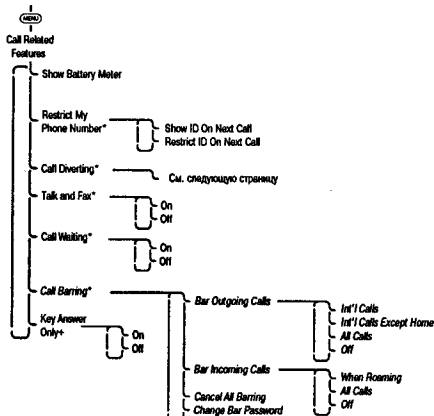 MENU
Call Related
Features
Show Battery Meter
Restrict My
Phone Number*
Show ID On Next Call
Restrict ID On Next Call
Call Diverting*
См. следующую страницу
Talk and Fax*
On
Off
Call Waiting*
On
Off
Call Barring*
Bar Outgoing Calls
Int'l Calls
Int'l Calls Except Home
All Calls
Off
Key Answer
Only+
On
Off
Bar Incoming Calls
When Roaming
All Calls
Off
Cancel All Barring
Change Bar Password